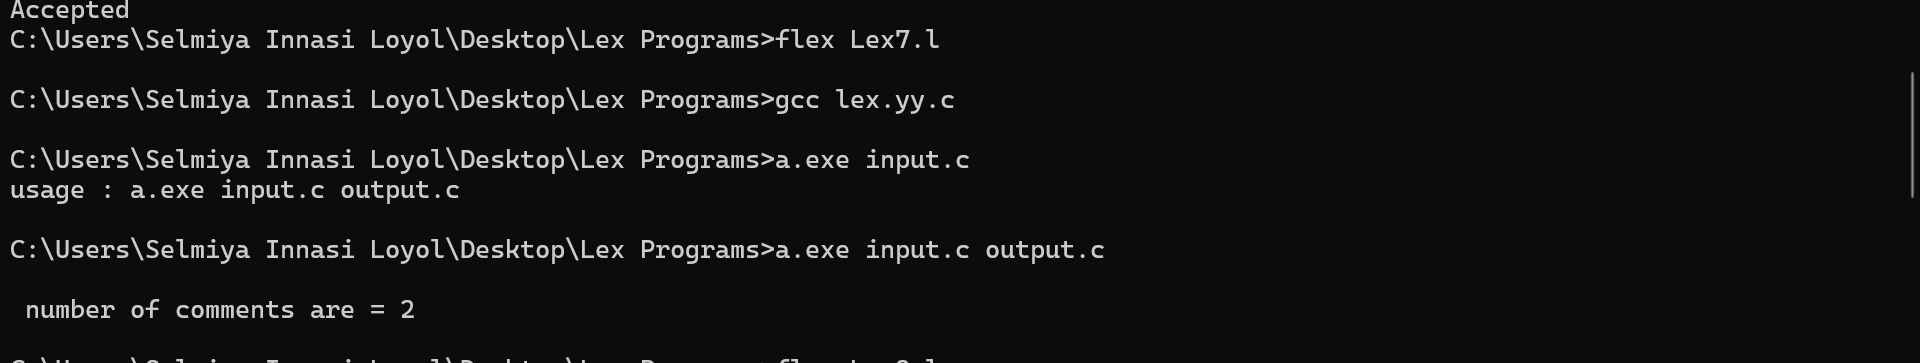 Accepted
C:\Users\Selmiya Innasi Loyol\Desktop\Lex Programs>flex Lex7.l
C:\Users\Selmiya Innasi Loyol\Desktop\Lex Programs>gcc lex.yy.c
C:\Users\Selmiya Innasi Loyol\Desktop\Lex Programs>a.exe input.c
usage : a.exe input.c output.c
C:\Users\Selmiya Innasi Loyol\Desktop\Lex Programs>a.exe input.c output.c
number of comments are = 2